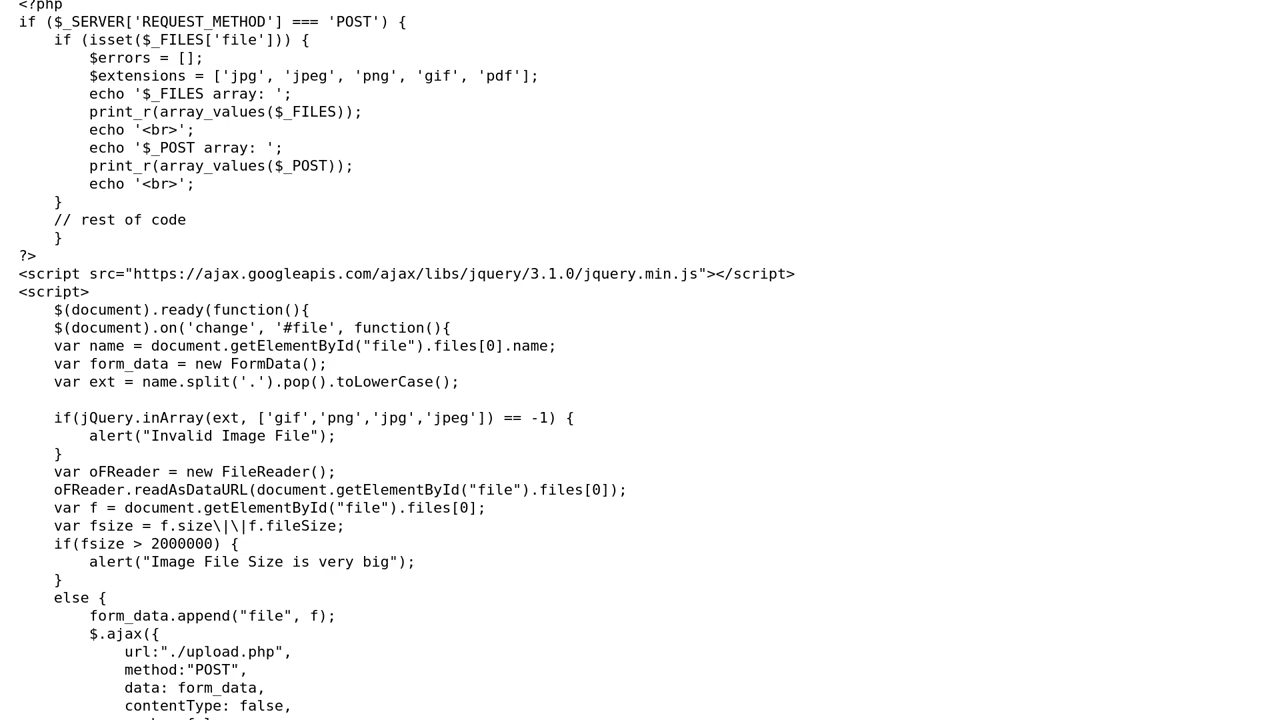 <?php
if ($_SERVER['REQUEST_METHOD'] === 'POST') {
    if (isset($_FILES['file'])) {
        $errors = [];
        $extensions = ['jpg', 'jpeg', 'png', 'gif', 'pdf'];
        echo '$_FILES array: ';
        print_r(array_values($_FILES));
        echo '<br>';
        echo '$_POST array: ';
        print_r(array_values($_POST));
        echo '<br>';
    }
    // rest of code
    }
?>
<script src="https://ajax.googleapis.com/ajax/libs/jquery/3.1.0/jquery.min.js"></script>
<script>
    $(document).ready(function(){
    $(document).on('change', '#file', function(){
    var name = document.getElementById("file").files[0].name;
    var form_data = new FormData();
    var ext = name.split('.').pop().toLowerCase();

    if(jQuery.inArray(ext, ['gif','png','jpg','jpeg']) == -1) {
        alert("Invalid Image File");
    }
    var oFReader = new FileReader();
    oFReader.readAsDataURL(document.getElementById("file").files[0]);
    var f = document.getElementById("file").files[0];
    var fsize = f.size\|\|f.fileSize;
    if(fsize > 2000000) {
        alert("Image File Size is very big");
    }
    else {
        form_data.append("file", f);
        $.ajax({
            url:"./upload.php",
            method:"POST",
            data: form_data,
            contentType: false,